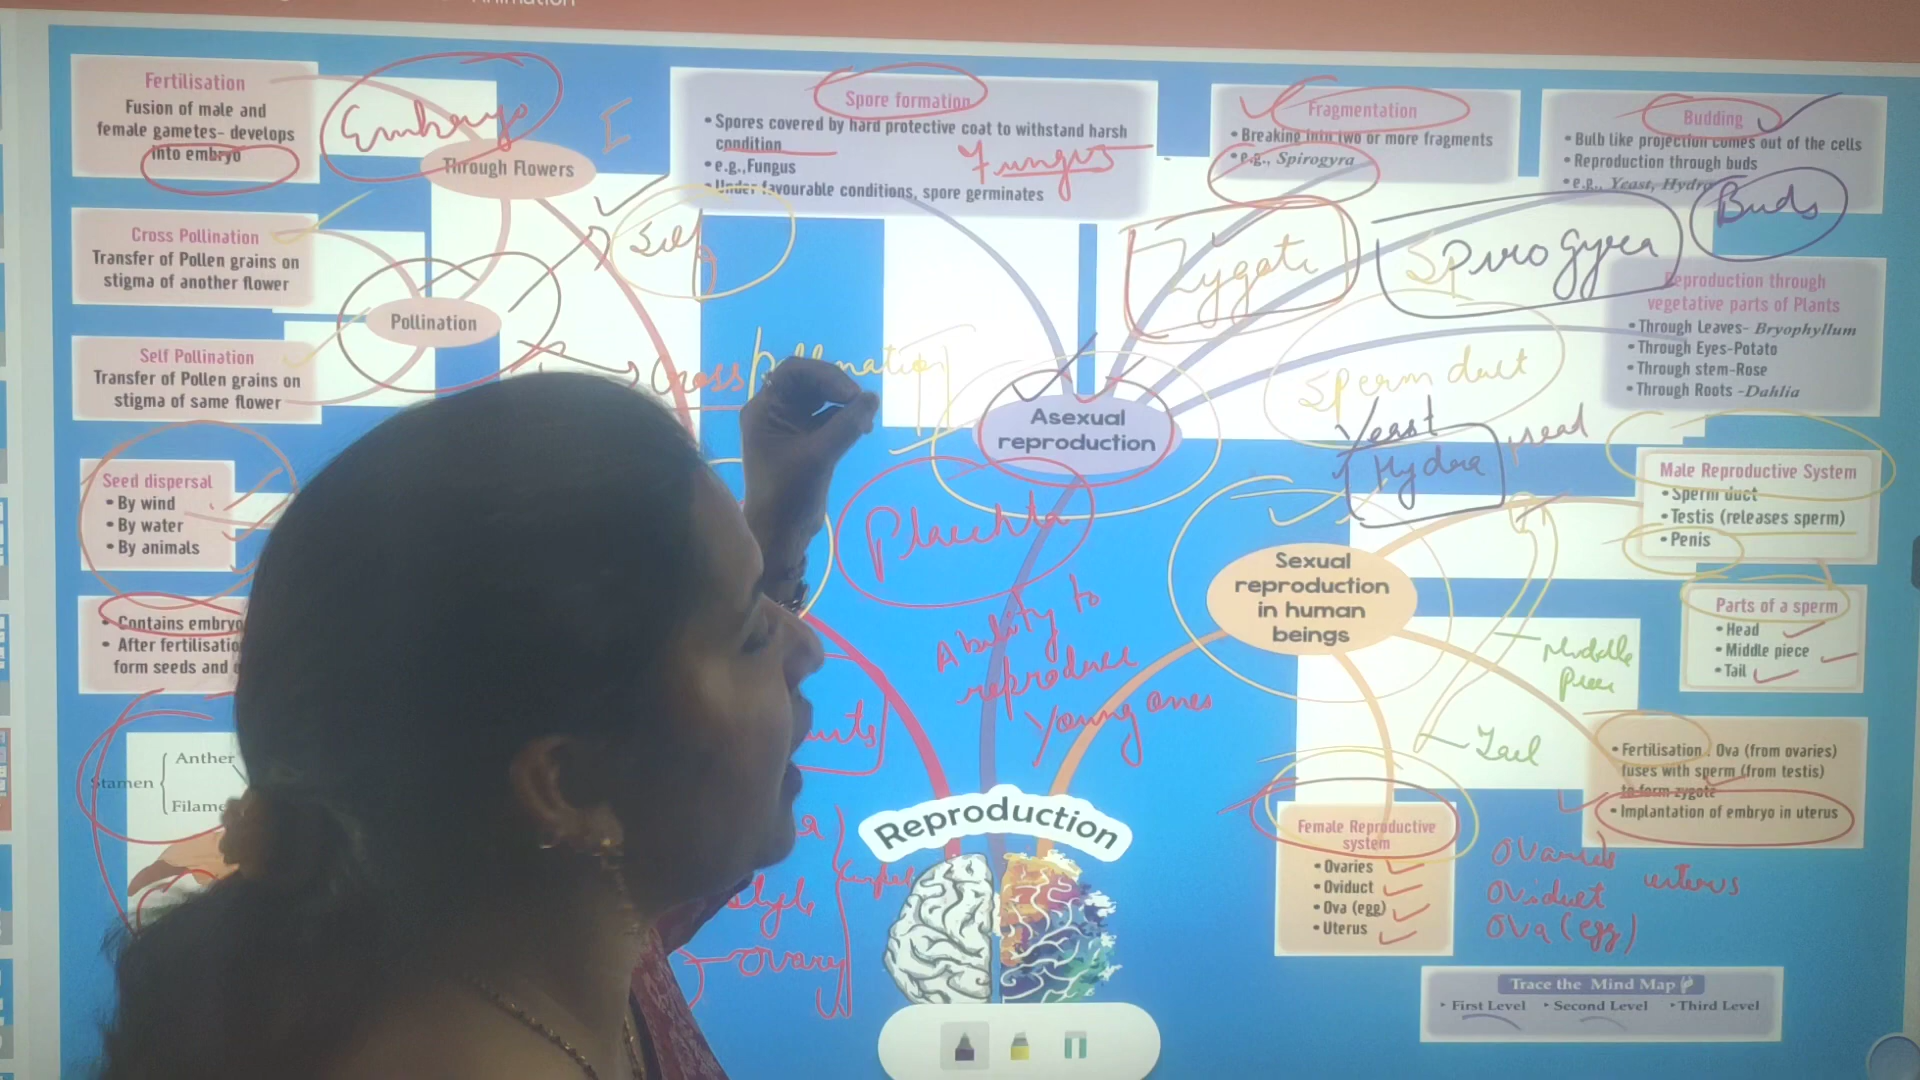 Animation
Fertilisation
Fusion of male and
female gametes- develops
into embryo
Embryo
Through Flowers
Cross Pollination
Transfer of Pollen grains on
stigma of another flower
Pollination
Self Pollination
Transfer of Pollen grains on
stigma of same flower
Self
Cross pollination
Seed dispersal
• By wind
• By water
• By animals
• Contains embryo
• After fertilisatio
form seeds and
Stamen
Anther
Filame
Spore formation
• Spores covered by hard protective coat to withstand harsh
condition
• e.g.,Fungus
• Under favourable conditions, spore germinates
Fungus
Fragmentation
• Breaking into two or more fragments
• e.g., Spirogyra
Budding
• Bulb like projection comes out of the cells
• Reproduction through buds
• e.g., Yeast, Hydra
Buds
Zygote
Spirogyra
Reproduction through
vegetative parts of Plants
• Through Leaves- Bryophyllum
• Through Eyes-Potato
• Through stem-Rose
• Through Roots -Dahlia
Asexual
reproduction
Sperm duct
Yeast
Hydra
Placenta
Ability to
reproduce
Young ones
Sexual
reproduction
in human
beings
Male Reproductive System
• Sperm duct
• Testis (releases sperm)
• Penis
Parts of a sperm
• Head
• Middle piece
• Tail
Middle
Piece
Tail
• Fertilisation : Ova (from ovaries)
fuses with sperm (from testis)
to form zygote
• Implantation of embryo in uterus
Reproduction
Female Reproductive
system
• Ovaries
• Oviduct
• Ova (egg)
• Uterus
Ovaries
uterus
Oviduct
Ova (egg)
Ovary
Trace the Mind Map
‣ First Level ‣ Second Level ‣ Third Level